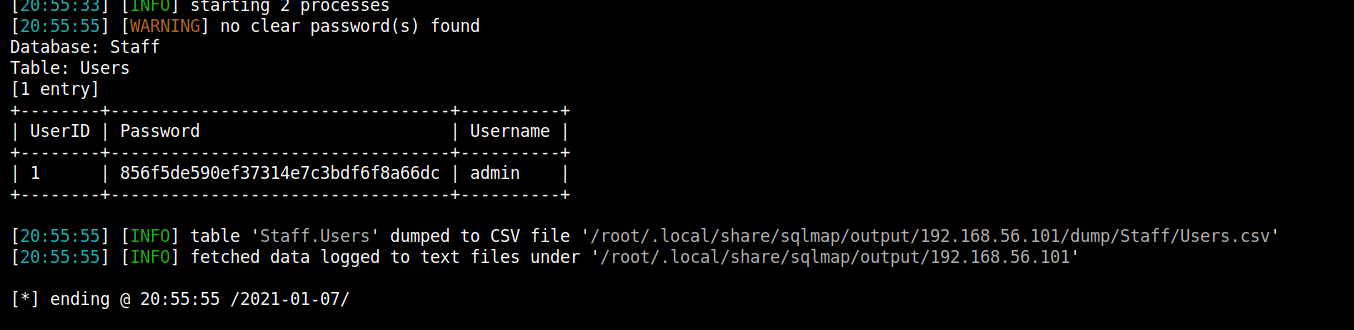 [20:55:33] [INFO] starting 2 processes
[20:55:55] [WARNING] no clear password(s) found
Database: Staff
Table: Users
[1 entry]
+--------+----------------------------------+----------+
| UserID | Password                         | Username |
+--------+----------------------------------+----------+
| 1      | 856f5de590ef37314e7c3bdf6f8a66dc | admin    |
+--------+----------------------------------+----------+
[20:55:55] [INFO] table 'Staff.Users' dumped to CSV file '/root/.local/share/sqlmap/output/192.168.56.101/dump/Staff/Users.csv'
[20:55:55] [INFO] fetched data logged to text files under '/root/.local/share/sqlmap/output/192.168.56.101'
[*] ending @ 20:55:55 /2021-01-07/